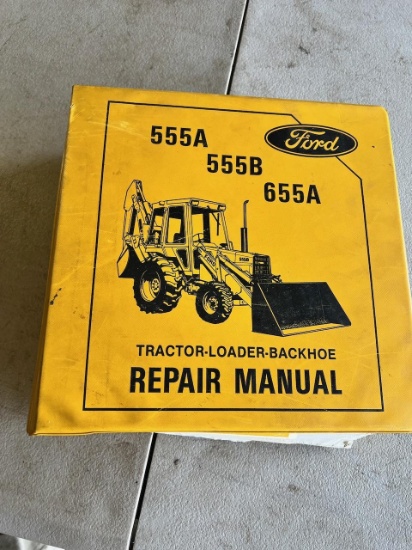 555A
Ford
555B
655A
TRACTOR-LOADER-BACKHOE
REPAIR MANUAL